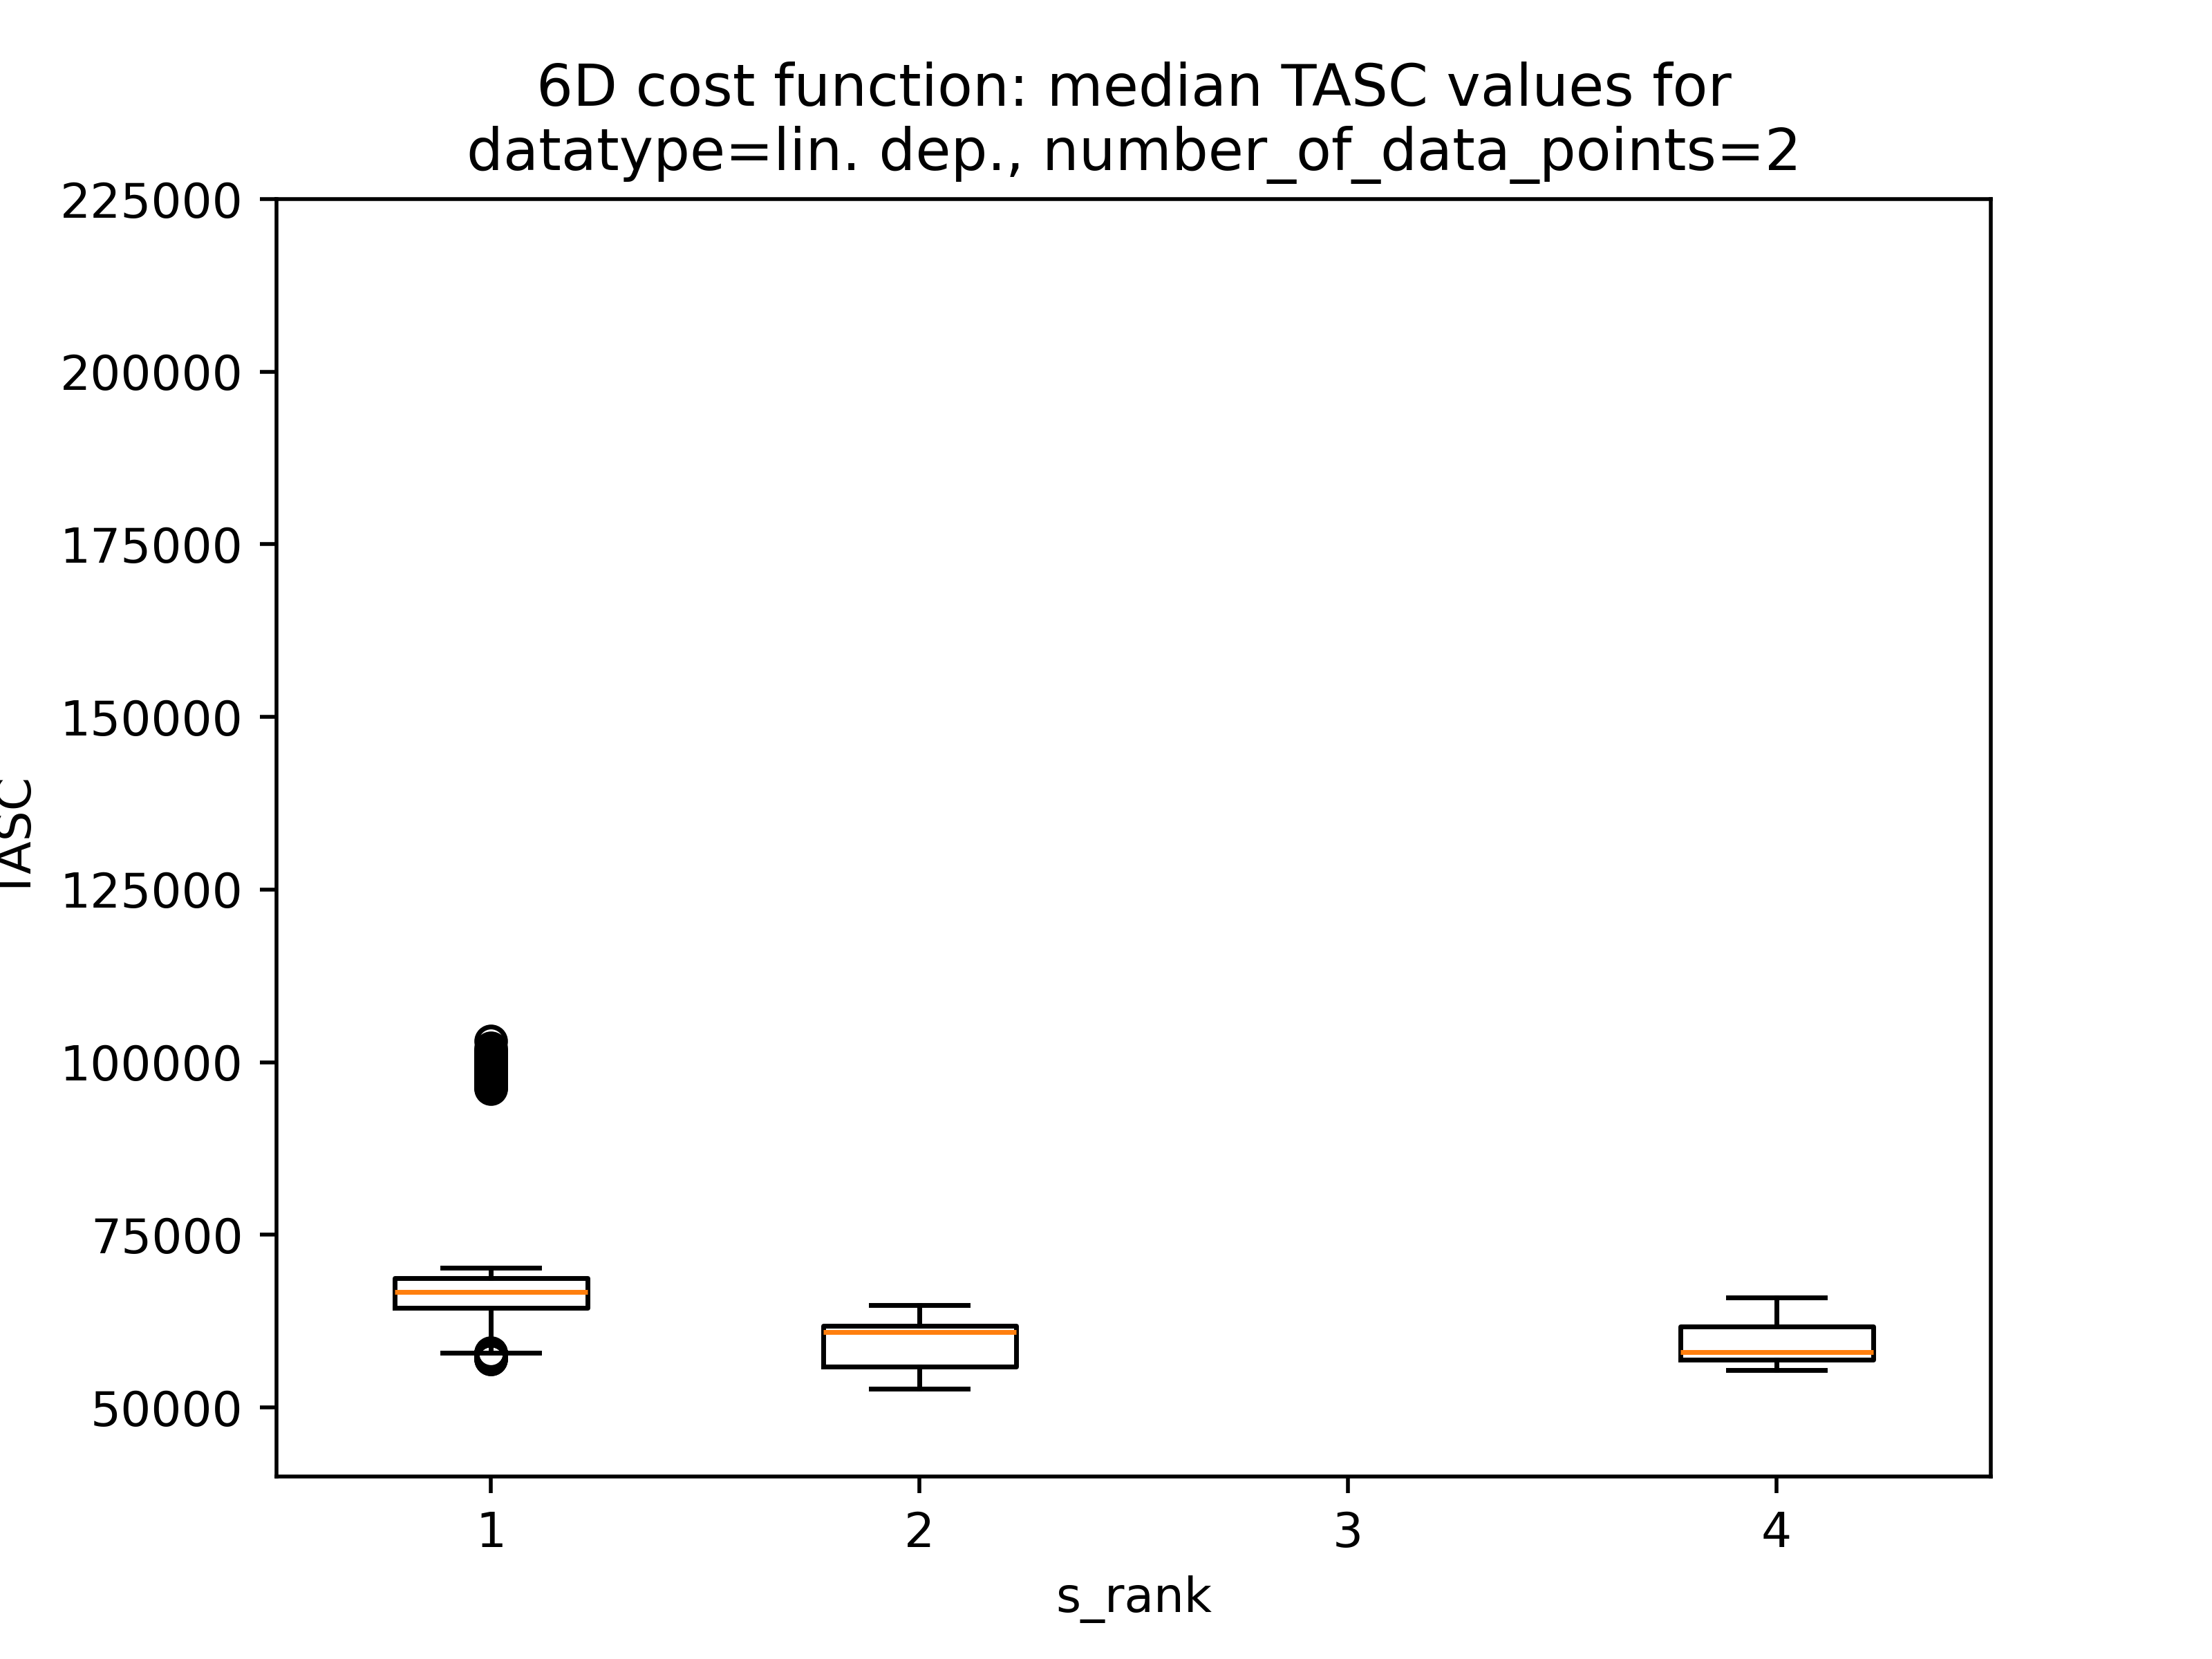 6D cost function: median TASC values for
datatype=lin. dep., number_of_data_points=2
225000
200000
175000
150000
125000
100000
75000
50000
TASC
1 2 3 4
s_rank